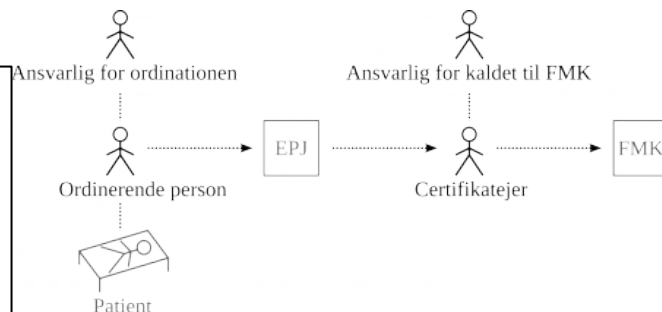 Ansvarlig for ordinationen
Ansvarlig for kaldet til FMK
EPJ
FMK
Ordinerende person
Certifikatejer
Patient